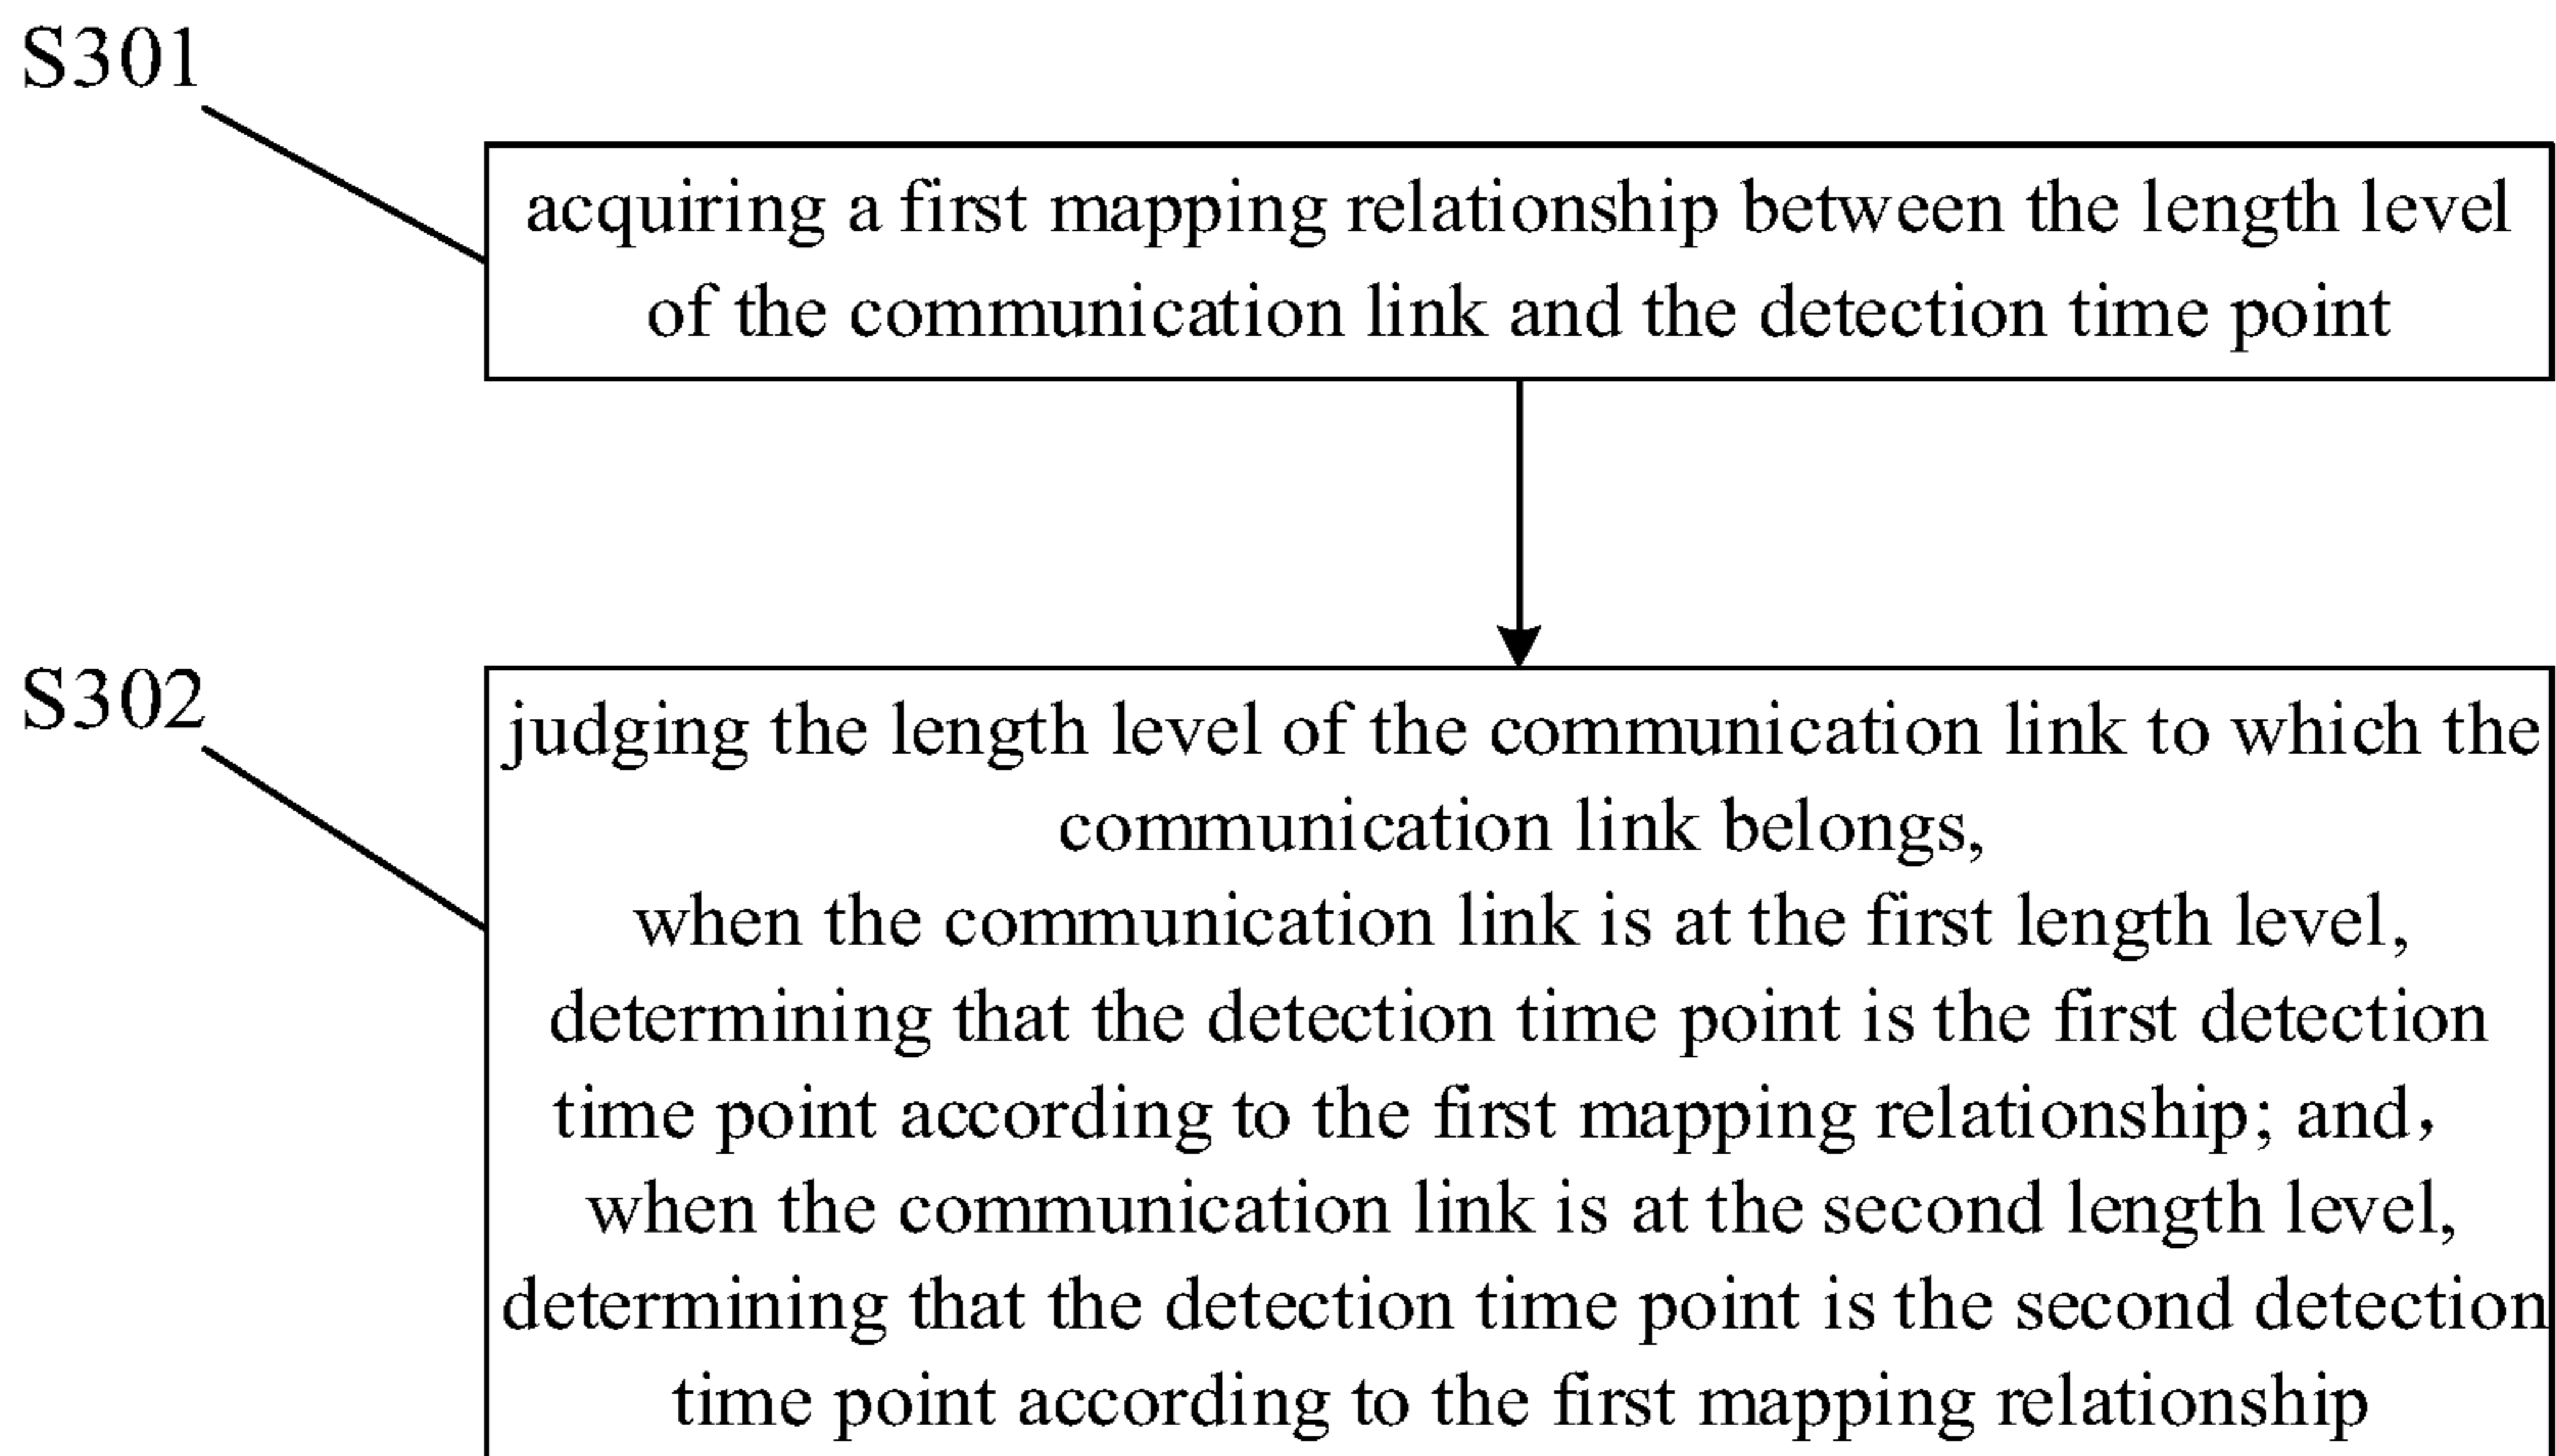 S301
acquiring a first mapping relationship between the length level
of the communication link and the detection time point
S302
judging the length level of the communication link to which the
communication link belongs,
when the communication link is at the first length level,
determining that the detection time point is the first detection
time point according to the first mapping relationship; and,
when the communication link is at the second length level,
determining that the detection time point is the second detection
time point according to the first mapping relationship